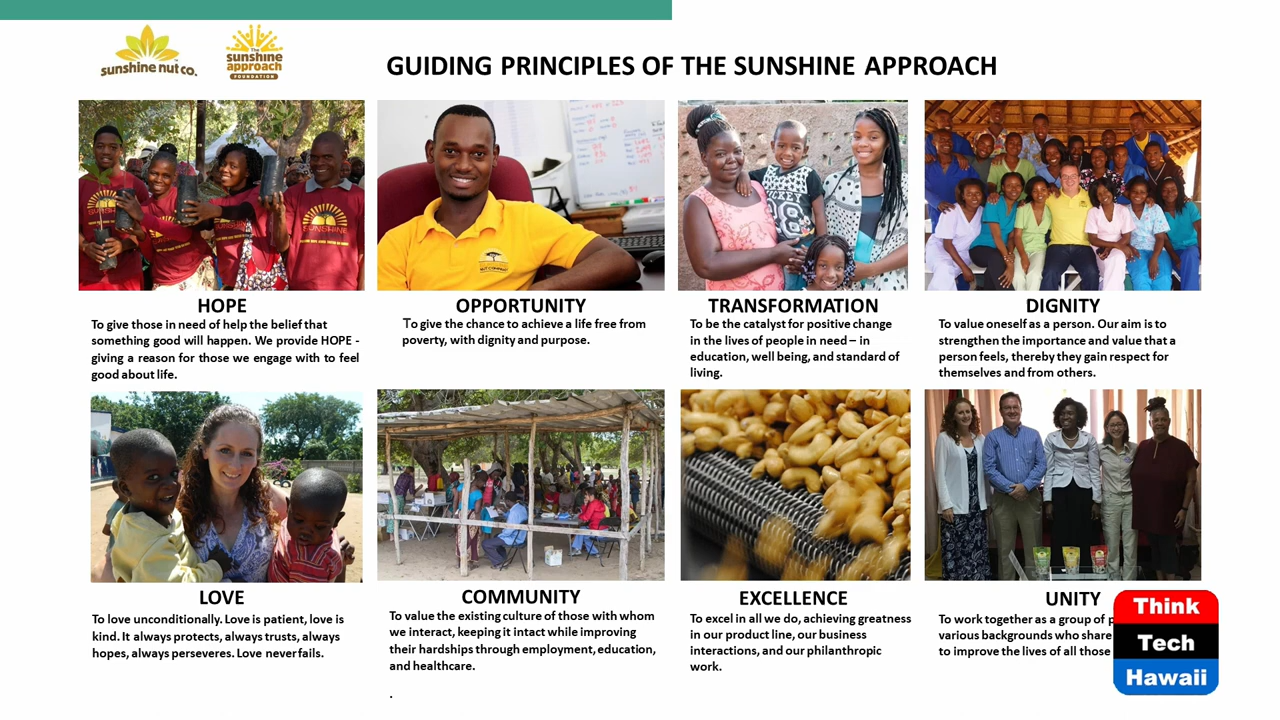 sunshine nut co.
The
sunshine
approach
FOUNDATION
GUIDING PRINCIPLES OF THE SUNSHINE APPROACH
HOPE
To give those in need of help the belief that
something good will happen. We provide HOPE -
giving a reason for those we engage with to feel
good about life.
OPPORTUNITY
To give the chance to achieve a life free from
poverty, with dignity and purpose.
TRANSFORMATION
To be the catalyst for positive change
in the lives of people in need – in
education, well being, and standard of
living.
DIGNITY
To value oneself as a person. Our aim is to
strengthen the importance and value that a
person feels, thereby they gain respect for
themselves and from others.
LOVE
To love unconditionally. Love is patient, love is
kind. It always protects, always trusts, always
hopes, always perseveres. Love never fails.
COMMUNITY
To value the existing culture of those with whom
we interact, keeping it intact while improving
their hardships through employment, education,
and healthcare.
.
EXCELLENCE
To excel in all we do, achieving greatness
in our product line, our business
interactions, and our philanthropic
work.
UNITY
To work together as a group of
various backgrounds who share
to improve the lives of all those
Think
Tech
Hawaii